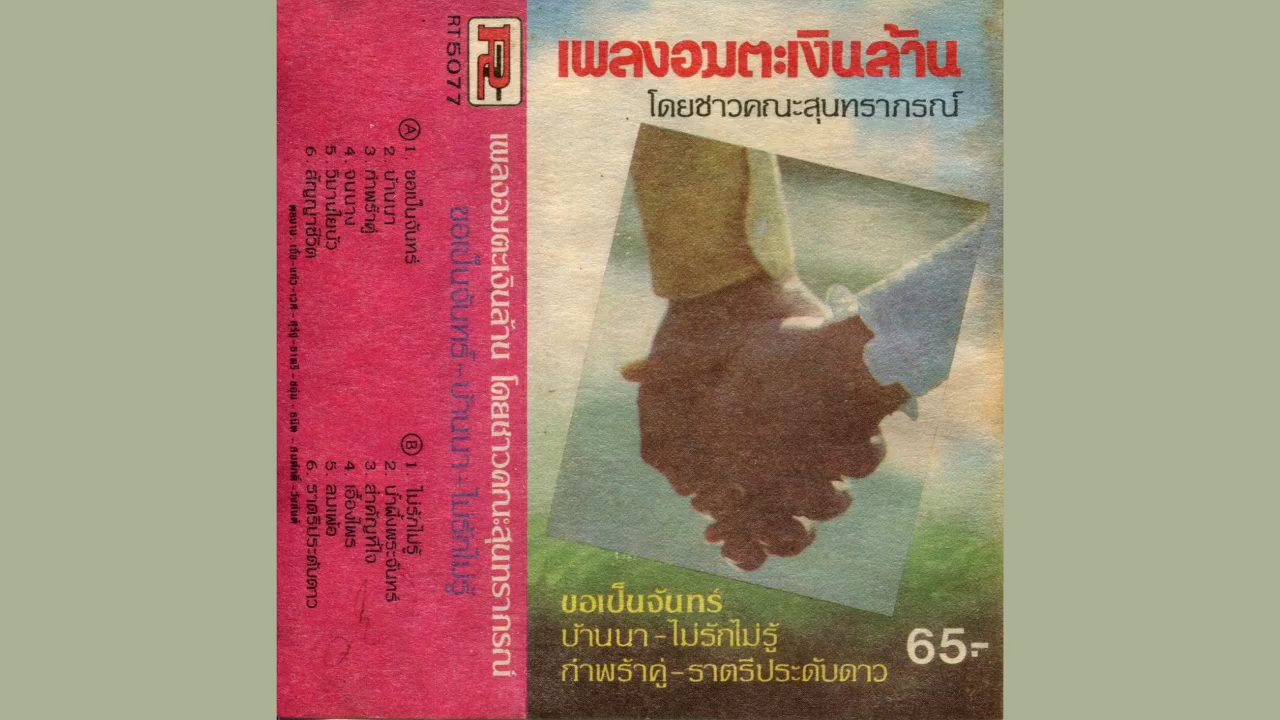 เพลงอมตะเงินล้าน
โดยชาวคณะสุนทราภรณ์
ขอเป็นจันทร์
บ้านนา-ไม่รักไม่รู้
กำพร้าคู่-ราตรีประดับดาว
65.-
RT5077
เพลงอมตะเงินล้าน โดยชาวคณะสุนทราภรณ์
ขอเป็นจันทร์-บ้านนา-ไม่รักไม่รู้
A
1. ขอเป็นจันทร์
2. บ้านนา
3. กำพร้าคู่
4. จบนาง
5. วิมานใยบัว
6. สัญญาชีวิต
B
1. ไม่รักไม่รู้
2. น้ำผึ้งพระจันทร์
3. สำคัญที่ใจ
4. เอื้องไพร
5. ลมเพ้อ
6. ราตรีประดับดาว